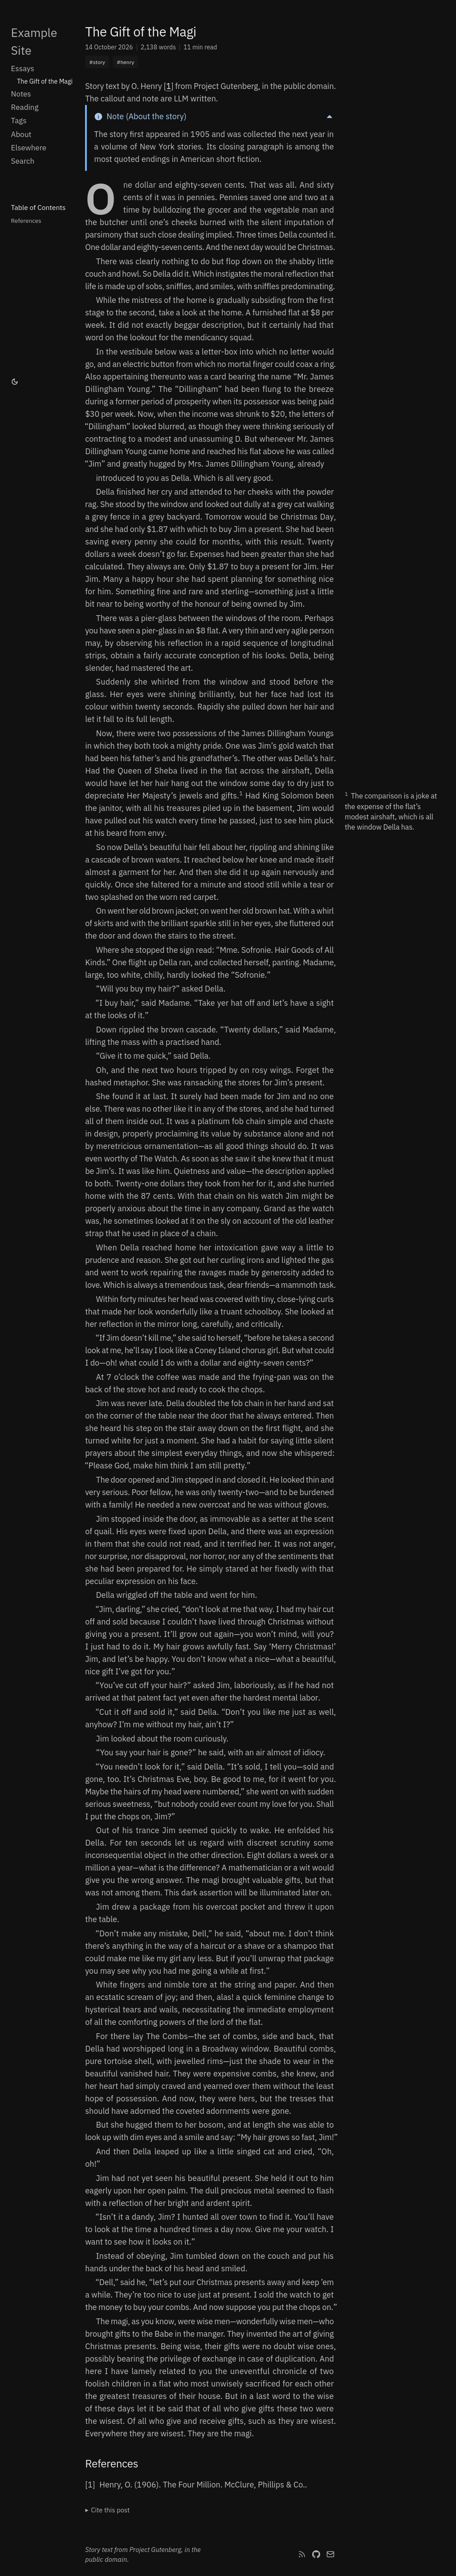 Example
Site
Essays
The Gift of the Magi
Notes
Reading
Tags
About
Elsewhere
Search
Table of Contents
References
The Gift of the Magi
14 October 2026 | 2,138 words | 11 min read
#story #henry
Story text by O. Henry [1] from Project Gutenberg, in the public domain.
The callout and note are LLM written.
Note (About the story)
The story first appeared in 1905 and was collected the next year in
a volume of New York stories. Its closing paragraph is among the
most quoted endings in American short fiction.
One dollar and eighty-seven cents. That was all. And sixty
cents of it was in pennies. Pennies saved one and two at a
time by bulldozing the grocer and the vegetable man and
the butcher until one's cheeks burned with the silent imputation of
parsimony that such close dealing implied. Three times Della counted it.
One dollar and eighty-seven cents. And the next day would be Christmas.
There was clearly nothing to do but flop down on the shabby little
couch and howl. So Della did it. Which instigates the moral reflection that
life is made up of sobs, sniffles, and smiles, with sniffles predominating.
While the mistress of the home is gradually subsiding from the first
stage to the second, take a look at the home. A furnished flat at $8 per
week. It did not exactly beggar description, but it certainly had that
word on the lookout for the mendicancy squad.
In the vestibule below was a letter-box into which no letter would
go, and an electric button from which no mortal finger could coax a ring.
Also appertaining thereunto was a card bearing the name “Mr. James
Dillingham Young.” The “Dillingham” had been flung to the breeze
during a former period of prosperity when its possessor was being paid
$30 per week. Now, when the income was shrunk to $20, the letters of
“Dillingham” looked blurred, as though they were thinking seriously of
contracting to a modest and unassuming D. But whenever Mr. James
Dillingham Young came home and reached his flat above he was called
“Jim” and greatly hugged by Mrs. James Dillingham Young, already
introduced to you as Della. Which is all very good.
Della finished her cry and attended to her cheeks with the powder
rag. She stood by the window and looked out dully at a grey cat walking
a grey fence in a grey backyard. Tomorrow would be Christmas Day,
and she had only $1.87 with which to buy Jim a present. She had been
saving every penny she could for months, with this result. Twenty
dollars a week doesn't go far. Expenses had been greater than she had
calculated. They always are. Only $1.87 to buy a present for Jim. Her
Jim. Many a happy hour she had spent planning for something nice
for him. Something fine and rare and sterling—something just a little
bit near to being worthy of the honour of being owned by Jim.
There was a pier-glass between the windows of the room. Perhaps
you have seen a pier-glass in an $8 flat. A very thin and very agile person
may, by observing his reflection in a rapid sequence of longitudinal
strips, obtain a fairly accurate conception of his looks. Della, being
slender, had mastered the art.
Suddenly she whirled from the window and stood before the
glass. Her eyes were shining brilliantly, but her face had lost its
colour within twenty seconds. Rapidly she pulled down her hair and
let it fall to its full length.
Now, there were two possessions of the James Dillingham Youngs
in which they both took a mighty pride. One was Jim's gold watch that
had been his father's and his grandfather's. The other was Della's hair.
Had the Queen of Sheba lived in the flat across the airshaft, Della
would have let her hair hang out the window some day to dry just to
depreciate Her Majesty's jewels and gifts.1 Had King Solomon been
the janitor, with all his treasures piled up in the basement, Jim would
have pulled out his watch every time he passed, just to see him pluck
at his beard from envy.
1 The comparison is a joke at
the expense of the flat's
modest airshaft, which is all
the window Della has.
So now Della's beautiful hair fell about her, rippling and shining like
a cascade of brown waters. It reached below her knee and made itself
almost a garment for her. And then she did it up again nervously and
quickly. Once she faltered for a minute and stood still while a tear or
two splashed on the worn red carpet.
On went her old brown jacket; on went her old brown hat. With a whirl
of skirts and with the brilliant sparkle still in her eyes, she fluttered out
the door and down the stairs to the street.
Where she stopped the sign read: “Mme. Sofronie. Hair Goods of All
Kinds.” One flight up Della ran, and collected herself, panting. Madame,
large, too white, chilly, hardly looked the “Sofronie.”
“Will you buy my hair?” asked Della.
“I buy hair,” said Madame. “Take yer hat off and let's have a sight
at the looks of it.”
Down rippled the brown cascade. “Twenty dollars,” said Madame,
lifting the mass with a practised hand.
“Give it to me quick,” said Della.
Oh, and the next two hours tripped by on rosy wings. Forget the
hashed metaphor. She was ransacking the stores for Jim's present.
She found it at last. It surely had been made for Jim and no one
else. There was no other like it in any of the stores, and she had turned
all of them inside out. It was a platinum fob chain simple and chaste
in design, properly proclaiming its value by substance alone and not
by meretricious ornamentation—as all good things should do. It was
even worthy of The Watch. As soon as she saw it she knew that it must
be Jim's. It was like him. Quietness and value—the description applied
to both. Twenty-one dollars they took from her for it, and she hurried
home with the 87 cents. With that chain on his watch Jim might be
properly anxious about the time in any company. Grand as the watch
was, he sometimes looked at it on the sly on account of the old leather
strap that he used in place of a chain.
When Della reached home her intoxication gave way a little to
prudence and reason. She got out her curling irons and lighted the gas
and went to work repairing the ravages made by generosity added to
love. Which is always a tremendous task, dear friends—a mammoth task.
Within forty minutes her head was covered with tiny, close-lying curls
that made her look wonderfully like a truant schoolboy. She looked at
her reflection in the mirror long, carefully, and critically.
“If Jim doesn't kill me,” she said to herself, “before he takes a second
look at me, he'll say I look like a Coney Island chorus girl. But what could
I do—oh! what could I do with a dollar and eighty-seven cents?”
At 7 o'clock the coffee was made and the frying-pan was on the
back of the stove hot and ready to cook the chops.
Jim was never late. Della doubled the fob chain in her hand and sat
on the corner of the table near the door that he always entered. Then
she heard his step on the stair away down on the first flight, and she
turned white for just a moment. She had a habit for saying little silent
prayers about the simplest everyday things, and now she whispered:
“Please God, make him think I am still pretty.”
The door opened and Jim stepped in and closed it. He looked thin and
very serious. Poor fellow, he was only twenty-two—and to be burdened
with a family! He needed a new overcoat and he was without gloves.
Jim stopped inside the door, as immovable as a setter at the scent
of quail. His eyes were fixed upon Della, and there was an expression
in them that she could not read, and it terrified her. It was not anger,
nor surprise, nor disapproval, nor horror, nor any of the sentiments that
she had been prepared for. He simply stared at her fixedly with that
peculiar expression on his face.
Della wriggled off the table and went for him.
“Jim, darling,” she cried, “don't look at me that way. I had my hair cut
off and sold because I couldn't have lived through Christmas without
giving you a present. It'll grow out again—you won't mind, will you?
I just had to do it. My hair grows awfully fast. Say ‘Merry Christmas!’
Jim, and let's be happy. You don't know what a nice—what a beautiful,
nice gift I've got for you.”
“You've cut off your hair?” asked Jim, laboriously, as if he had not
arrived at that patent fact yet even after the hardest mental labor.
“Cut it off and sold it,” said Della. “Don't you like me just as well,
anyhow? I'm me without my hair, ain't I?”
Jim looked about the room curiously.
“You say your hair is gone?” he said, with an air almost of idiocy.
“You needn't look for it,” said Della. “It's sold, I tell you—sold and
gone, too. It's Christmas Eve, boy. Be good to me, for it went for you.
Maybe the hairs of my head were numbered,” she went on with sudden
serious sweetness, “but nobody could ever count my love for you. Shall
I put the chops on, Jim?”
Out of his trance Jim seemed quickly to wake. He enfolded his
Della. For ten seconds let us regard with discreet scrutiny some
inconsequential object in the other direction. Eight dollars a week or a
million a year—what is the difference? A mathematician or a wit would
give you the wrong answer. The magi brought valuable gifts, but that
was not among them. This dark assertion will be illuminated later on.
Jim drew a package from his overcoat pocket and threw it upon
the table.
“Don't make any mistake, Dell,” he said, “about me. I don't think
there's anything in the way of a haircut or a shave or a shampoo that
could make me like my girl any less. But if you'll unwrap that package
you may see why you had me going a while at first.”
White fingers and nimble tore at the string and paper. And then
an ecstatic scream of joy; and then, alas! a quick feminine change to
hysterical tears and wails, necessitating the immediate employment
of all the comforting powers of the lord of the flat.
For there lay The Combs—the set of combs, side and back, that
Della had worshipped long in a Broadway window. Beautiful combs,
pure tortoise shell, with jewelled rims—just the shade to wear in the
beautiful vanished hair. They were expensive combs, she knew, and
her heart had simply craved and yearned over them without the least
hope of possession. And now, they were hers, but the tresses that
should have adorned the coveted adornments were gone.
But she hugged them to her bosom, and at length she was able to
look up with dim eyes and a smile and say: “My hair grows so fast, Jim!”
And then Della leaped up like a little singed cat and cried, “Oh,
oh!”
Jim had not yet seen his beautiful present. She held it out to him
eagerly upon her open palm. The dull precious metal seemed to flash
with a reflection of her bright and ardent spirit.
“Isn't it a dandy, Jim? I hunted all over town to find it. You'll have
to look at the time a hundred times a day now. Give me your watch. I
want to see how it looks on it.”
Instead of obeying, Jim tumbled down on the couch and put his
hands under the back of his head and smiled.
“Dell,” said he, “let's put our Christmas presents away and keep 'em
a while. They're too nice to use just at present. I sold the watch to get
the money to buy your combs. And now suppose you put the chops on.”
The magi, as you know, were wise men—wonderfully wise men—who
brought gifts to the Babe in the manger. They invented the art of giving
Christmas presents. Being wise, their gifts were no doubt wise ones,
possibly bearing the privilege of exchange in case of duplication. And
here I have lamely related to you the uneventful chronicle of two
foolish children in a flat who most unwisely sacrificed for each other
the greatest treasures of their house. But in a last word to the wise
of these days let it be said that of all who give gifts these two were
the wisest. Of all who give and receive gifts, such as they are wisest.
Everywhere they are wisest. They are the magi.
References
[1] Henry, O. (1906). The Four Million. McClure, Phillips & Co..
Cite this post
Story text from Project Gutenberg, in the
public domain.